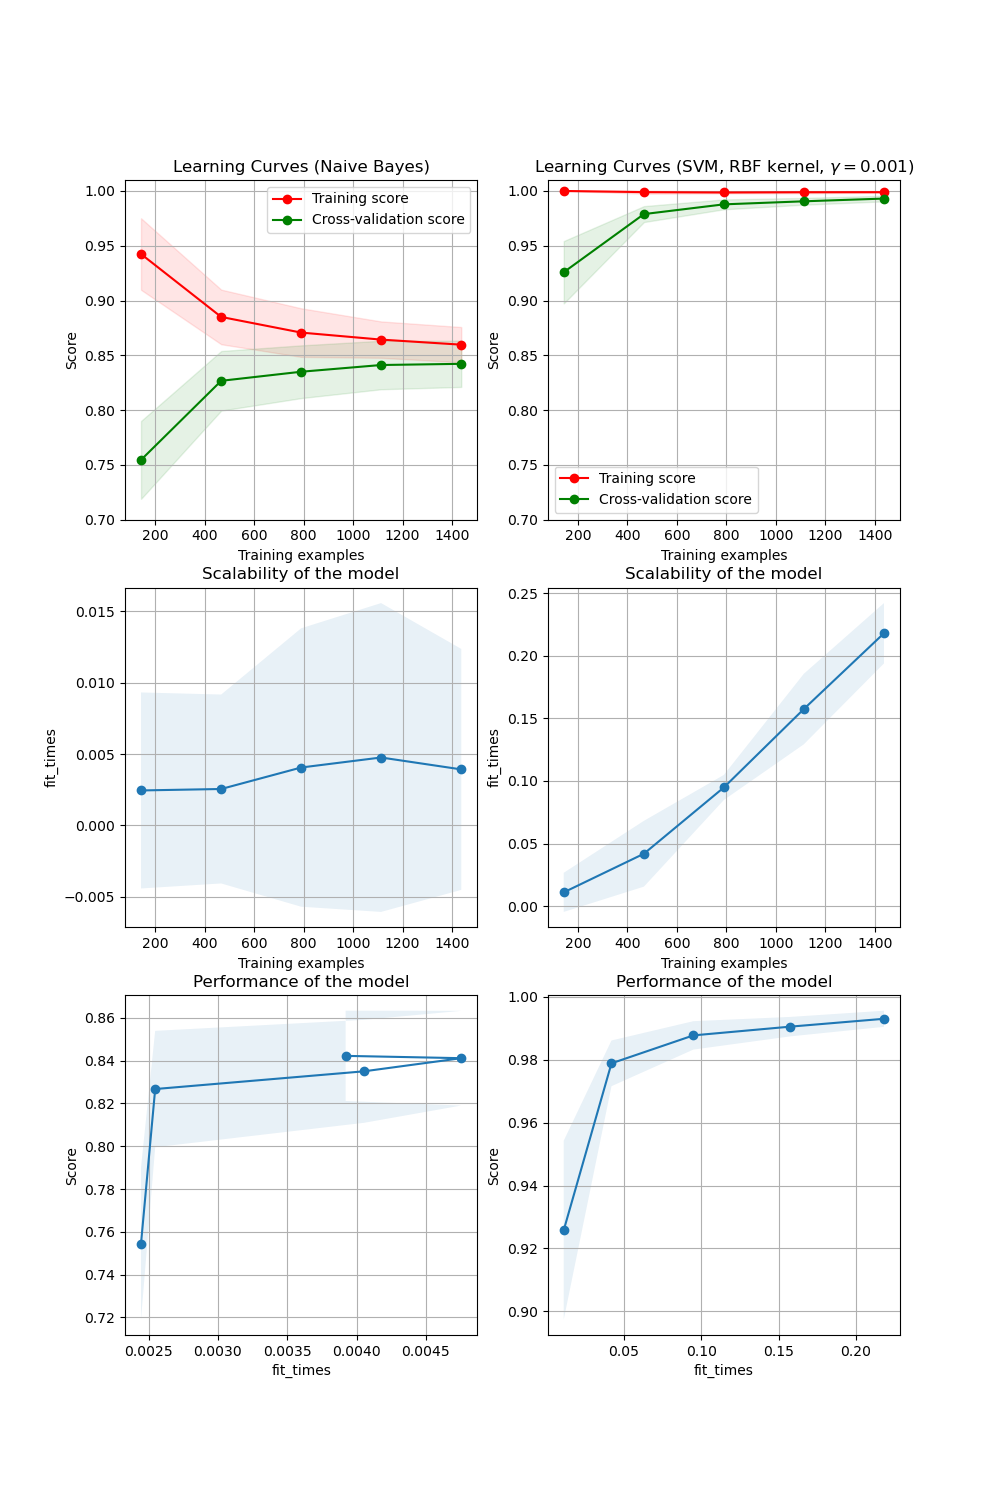 Learning Curves (Naive Bayes)
1.00
0.95
0.90
0.85
0.80
0.75
0.70
Score
Training score
Cross-validation score
200 400 600 800 1000 1200 1400
Training examples
Learning Curves (SVM, RBF kernel, γ = 0.001)
1.00
0.95
0.90
0.85
0.80
0.75
0.70
Score
Training score
Cross-validation score
200 400 600 800 1000 1200 1400
Training examples
Scalability of the model
0.015
0.010
0.005
0.000
−0.005
fit_times
200 400 600 800 1000 1200 1400
Training examples
Scalability of the model
0.25
0.20
0.15
0.10
0.05
0.00
fit_times
200 400 600 800 1000 1200 1400
Training examples
Performance of the model
0.86
0.84
0.82
0.80
0.78
0.76
0.74
0.72
Score
0.0025 0.0030 0.0035 0.0040 0.0045
fit_times
Performance of the model
1.00
0.98
0.96
0.94
0.92
0.90
Score
0.05 0.10 0.15 0.20
fit_times